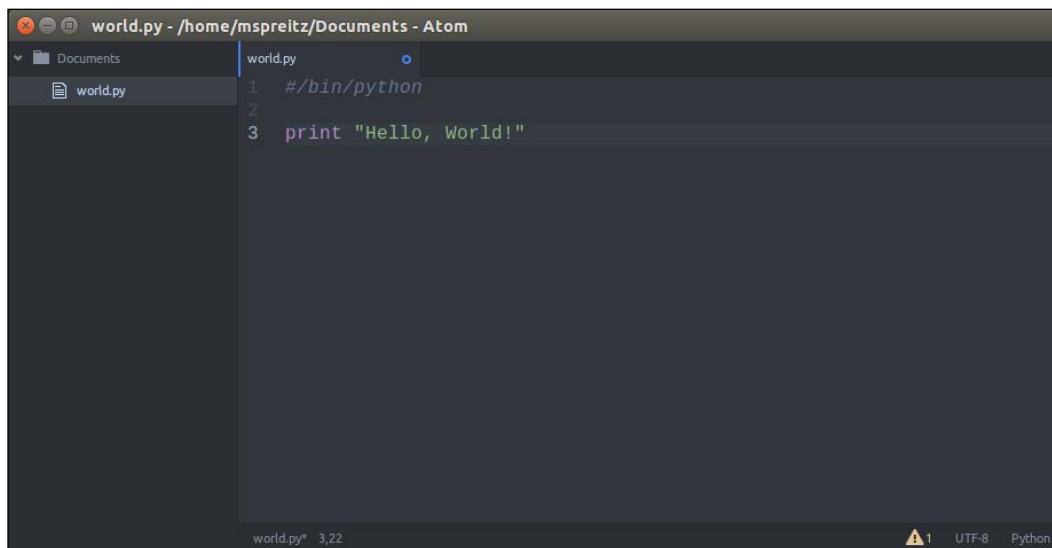 world.py - /home/mspreitz/Documents - Atom
Documents
world.py
world.py
1 #/bin/python
2
3 print "Hello, World!"
world.py* 3,22
1 UTF-8 Python